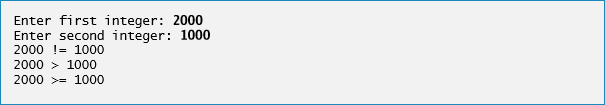 Enter first integer: 2000
Enter second integer: 1000
2000 != 1000
2000 > 1000
2000 >= 1000